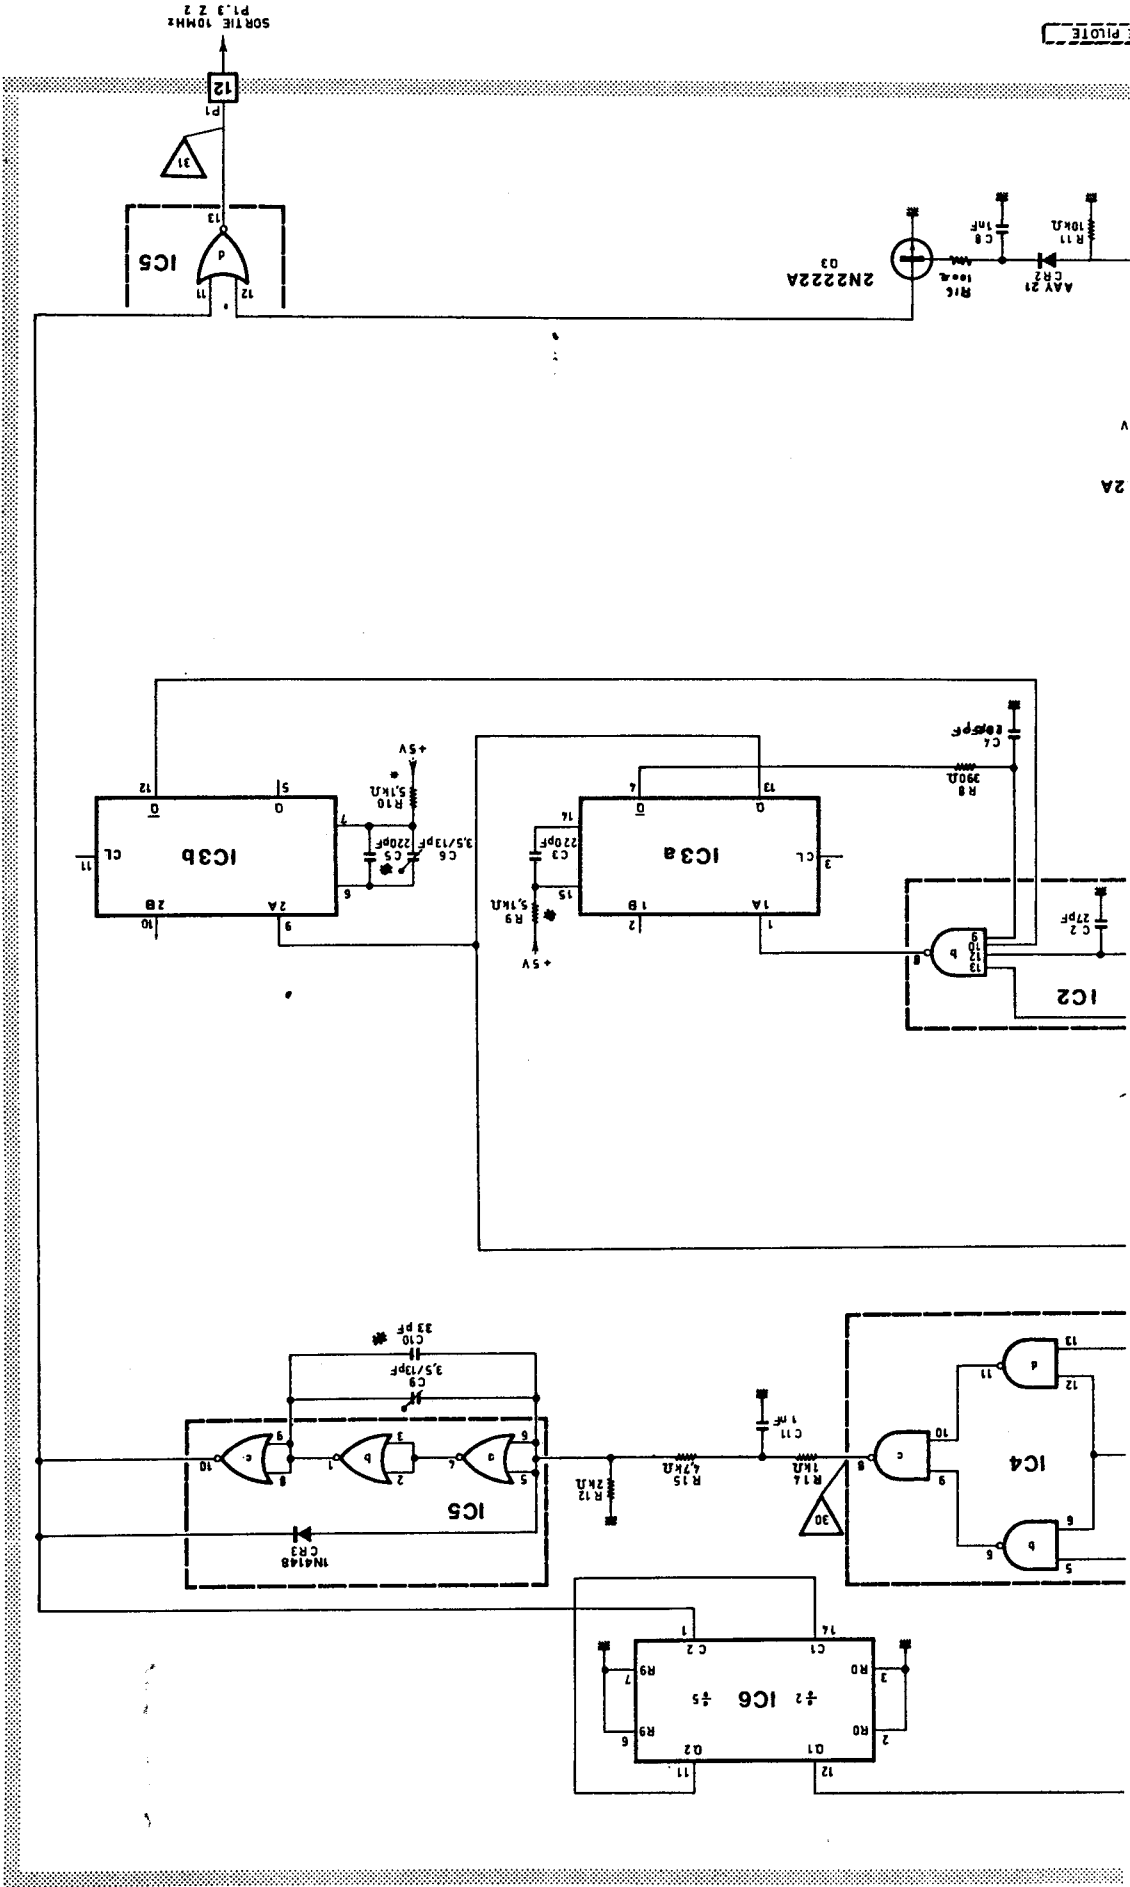 12
11
Q1
Q2
2
RO
R9
6
÷2 IC6 ÷5
3
RO
R9
7
C1
C2
14
1
5
6
b
6
30
1N4148
CR3
IC4
9
10
c
8
R14
1kΩ
C11
1nF
R15
4,7kΩ
R12
2kΩ
IC5
5
6
a
4
2
3
b
1
8
9
c
10
12
13
d
11
C9
3,5/13pF
C10
33 pF
*
IC2
13
12
10
9
b
8
C2
27pF
1
2
1A
1B
3
CL
IC3a
15
14
Q
Q
13
4
+5V
R9
5,1kΩ
*
C3
220pF
9
10
2A
2B
6
7
IC3b
CL
11
Q
Q
5
12
C6
3,5/13pF
C5
220pF
*
R10
5,1kΩ
*
+5V
R8
390Ω
C4
2A
V
AAY 21
CR2
R11
10kΩ
C8
1nF
R16
100Ω
2N2222A
Q3
12
11
d
IC5
13
31
P1
12
E PILOTE
SORTIE 10MHz
P1.3 Z 2